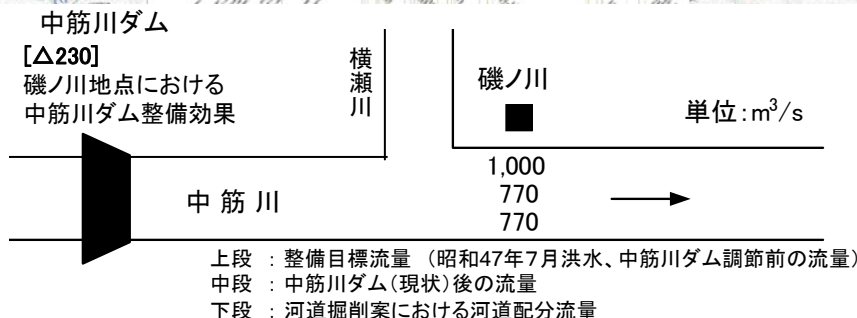 中筋川ダム
[△230]
磯ノ川地点における
中筋川ダム整備効果
横瀬川
磯ノ川
単位:m³/s
中 筋 川
1,000
770
770
上段 : 整備目標流量 (昭和47年7月洪水、中筋川ダム調節前の流量)
中段 : 中筋川ダム(現状)後の流量
下段 : 河道掘削案における河道配分流量